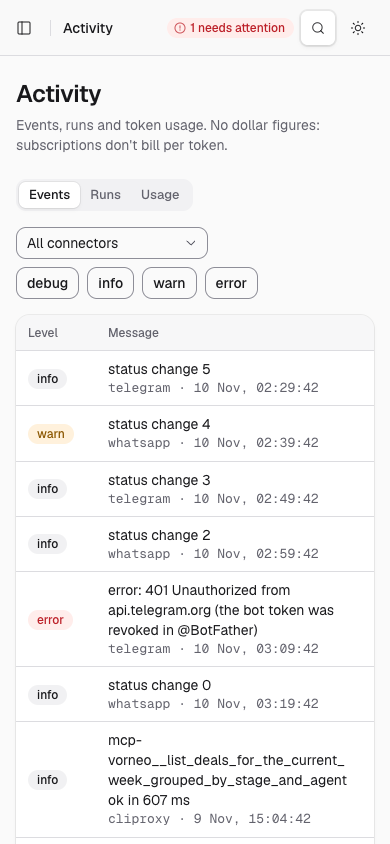 Activity
1 needs attention
Activity
Events, runs and token usage. No dollar figures:
subscriptions don't bill per token.
Events Runs Usage
All connectors
debug info warn error
Level Message
info status change 5
telegram · 10 Nov, 02:29:42
warn status change 4
whatsapp · 10 Nov, 02:39:42
info status change 3
telegram · 10 Nov, 02:49:42
info status change 2
whatsapp · 10 Nov, 02:59:42
error: 401 Unauthorized from
api.telegram.org (the bot token was
error revoked in @BotFather)
telegram · 10 Nov, 03:09:42
info status change 0
whatsapp · 10 Nov, 03:19:42
mcp-
vorneo__list_deals_for_the_current_
info week_grouped_by_stage_and_agent
ok in 607 ms
cliproxy · 9 Nov, 15:04:42